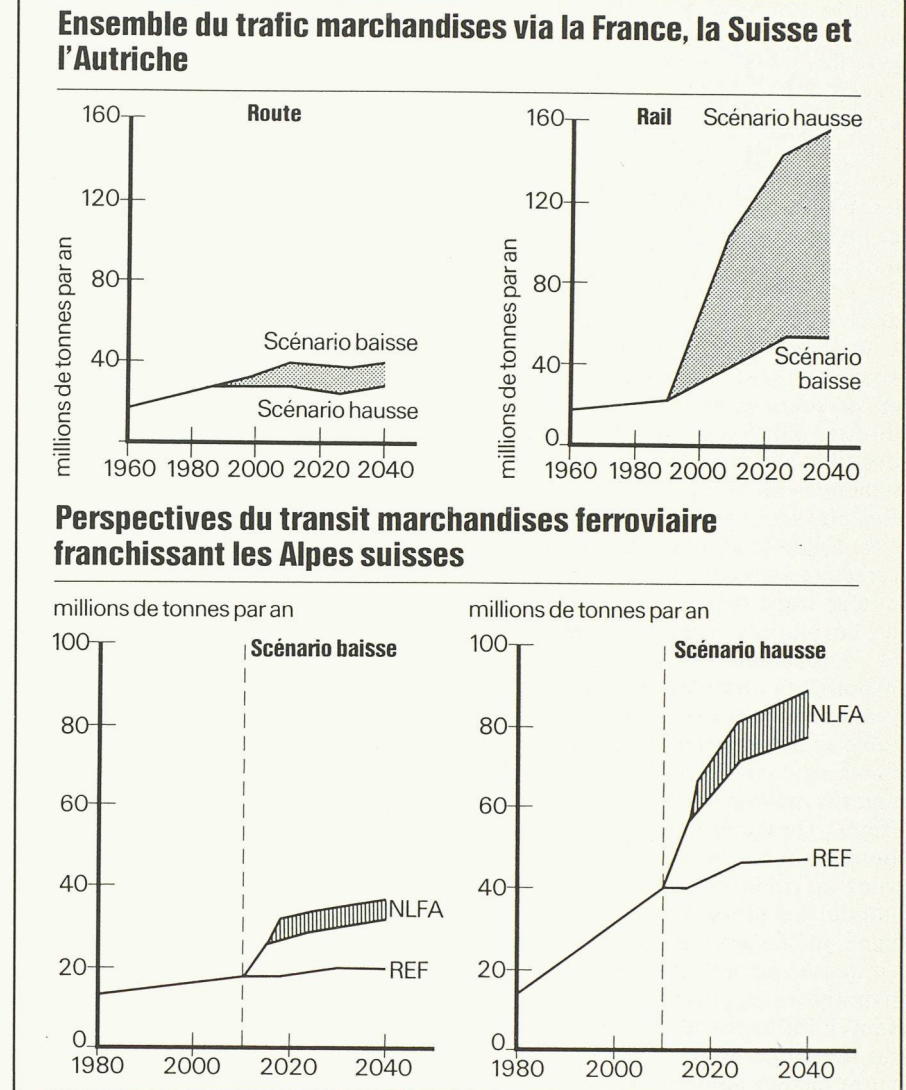 Ensemble du trafic marchandises via la France, la Suisse et
l'Autriche
Route
160
120
80
40
millions de tonnes par an
Scénario baisse
Scénario hausse
1960 1980 2000 2020 2040
Rail
Scénario hausse
160
120
80
40
0
millions de tonnes par an
Scénario
baisse
1960 1980 2000 2020 2040
Perspectives du transit marchandises ferroviaire
franchissant les Alpes suisses
millions de tonnes par an
Scénario baisse
100
80
60
40
20
0
NLFA
REF
1980 2000 2020 2040
millions de tonnes par an
Scénario hausse
100
80
60
40
20
0
NLFA
REF
1980 2000 2020 2040